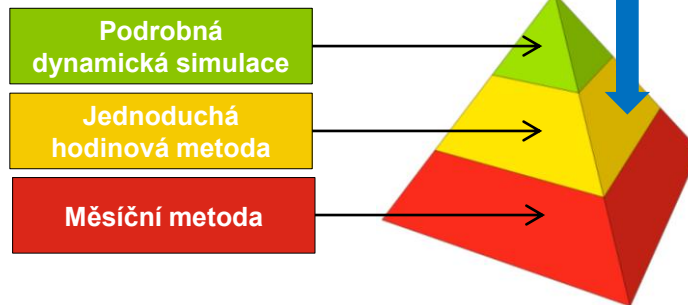 Podrobná
dynamická simulace
Jednoduchá
hodinová metoda
Měsíční metoda